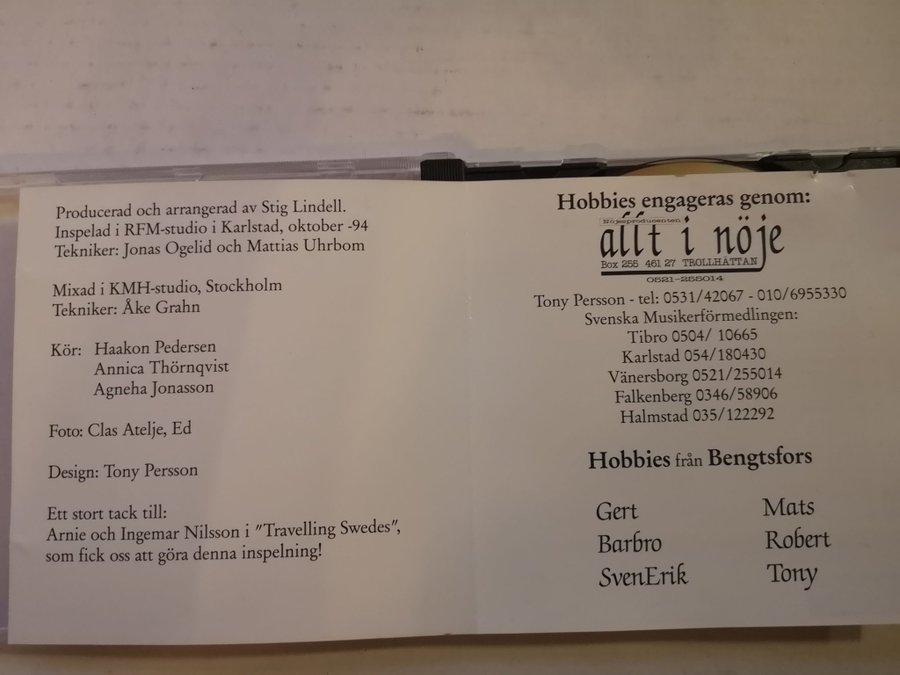 Producerad och arrangerad av Stig Lindell.
Inspelad i RFM-studio i Karlstad, oktober -94
Tekniker: Jonas Ogelid och Mattias Uhrbom
Mixad i KMH-studio, Stockholm
Tekniker: Åke Grahn
Kör: Haakon Pedersen
Annica Thörnqvist
Agneha Jonasson
Foto: Clas Atelje, Ed
Design: Tony Persson
Ett stort tack till:
Arnie och Ingemar Nilsson i "Travelling Swedes",
som fick oss att göra denna inspelning!
Hobbies engageras genom:
Nöjesproducenten
allt i nöje
Box 255 461 27 TROLLHÄTTAN
0521-255014
Tony Persson - tel: 0531/42067 - 010/6955330
Svenska Musikerförmedlingen:
Tibro 0504/ 10665
Karlstad 054/180430
Vänersborg 0521/255014
Falkenberg 0346/58906
Halmstad 035/122292
Hobbies från Bengtsfors
Gert Mats
Barbro Robert
SvenErik Tony